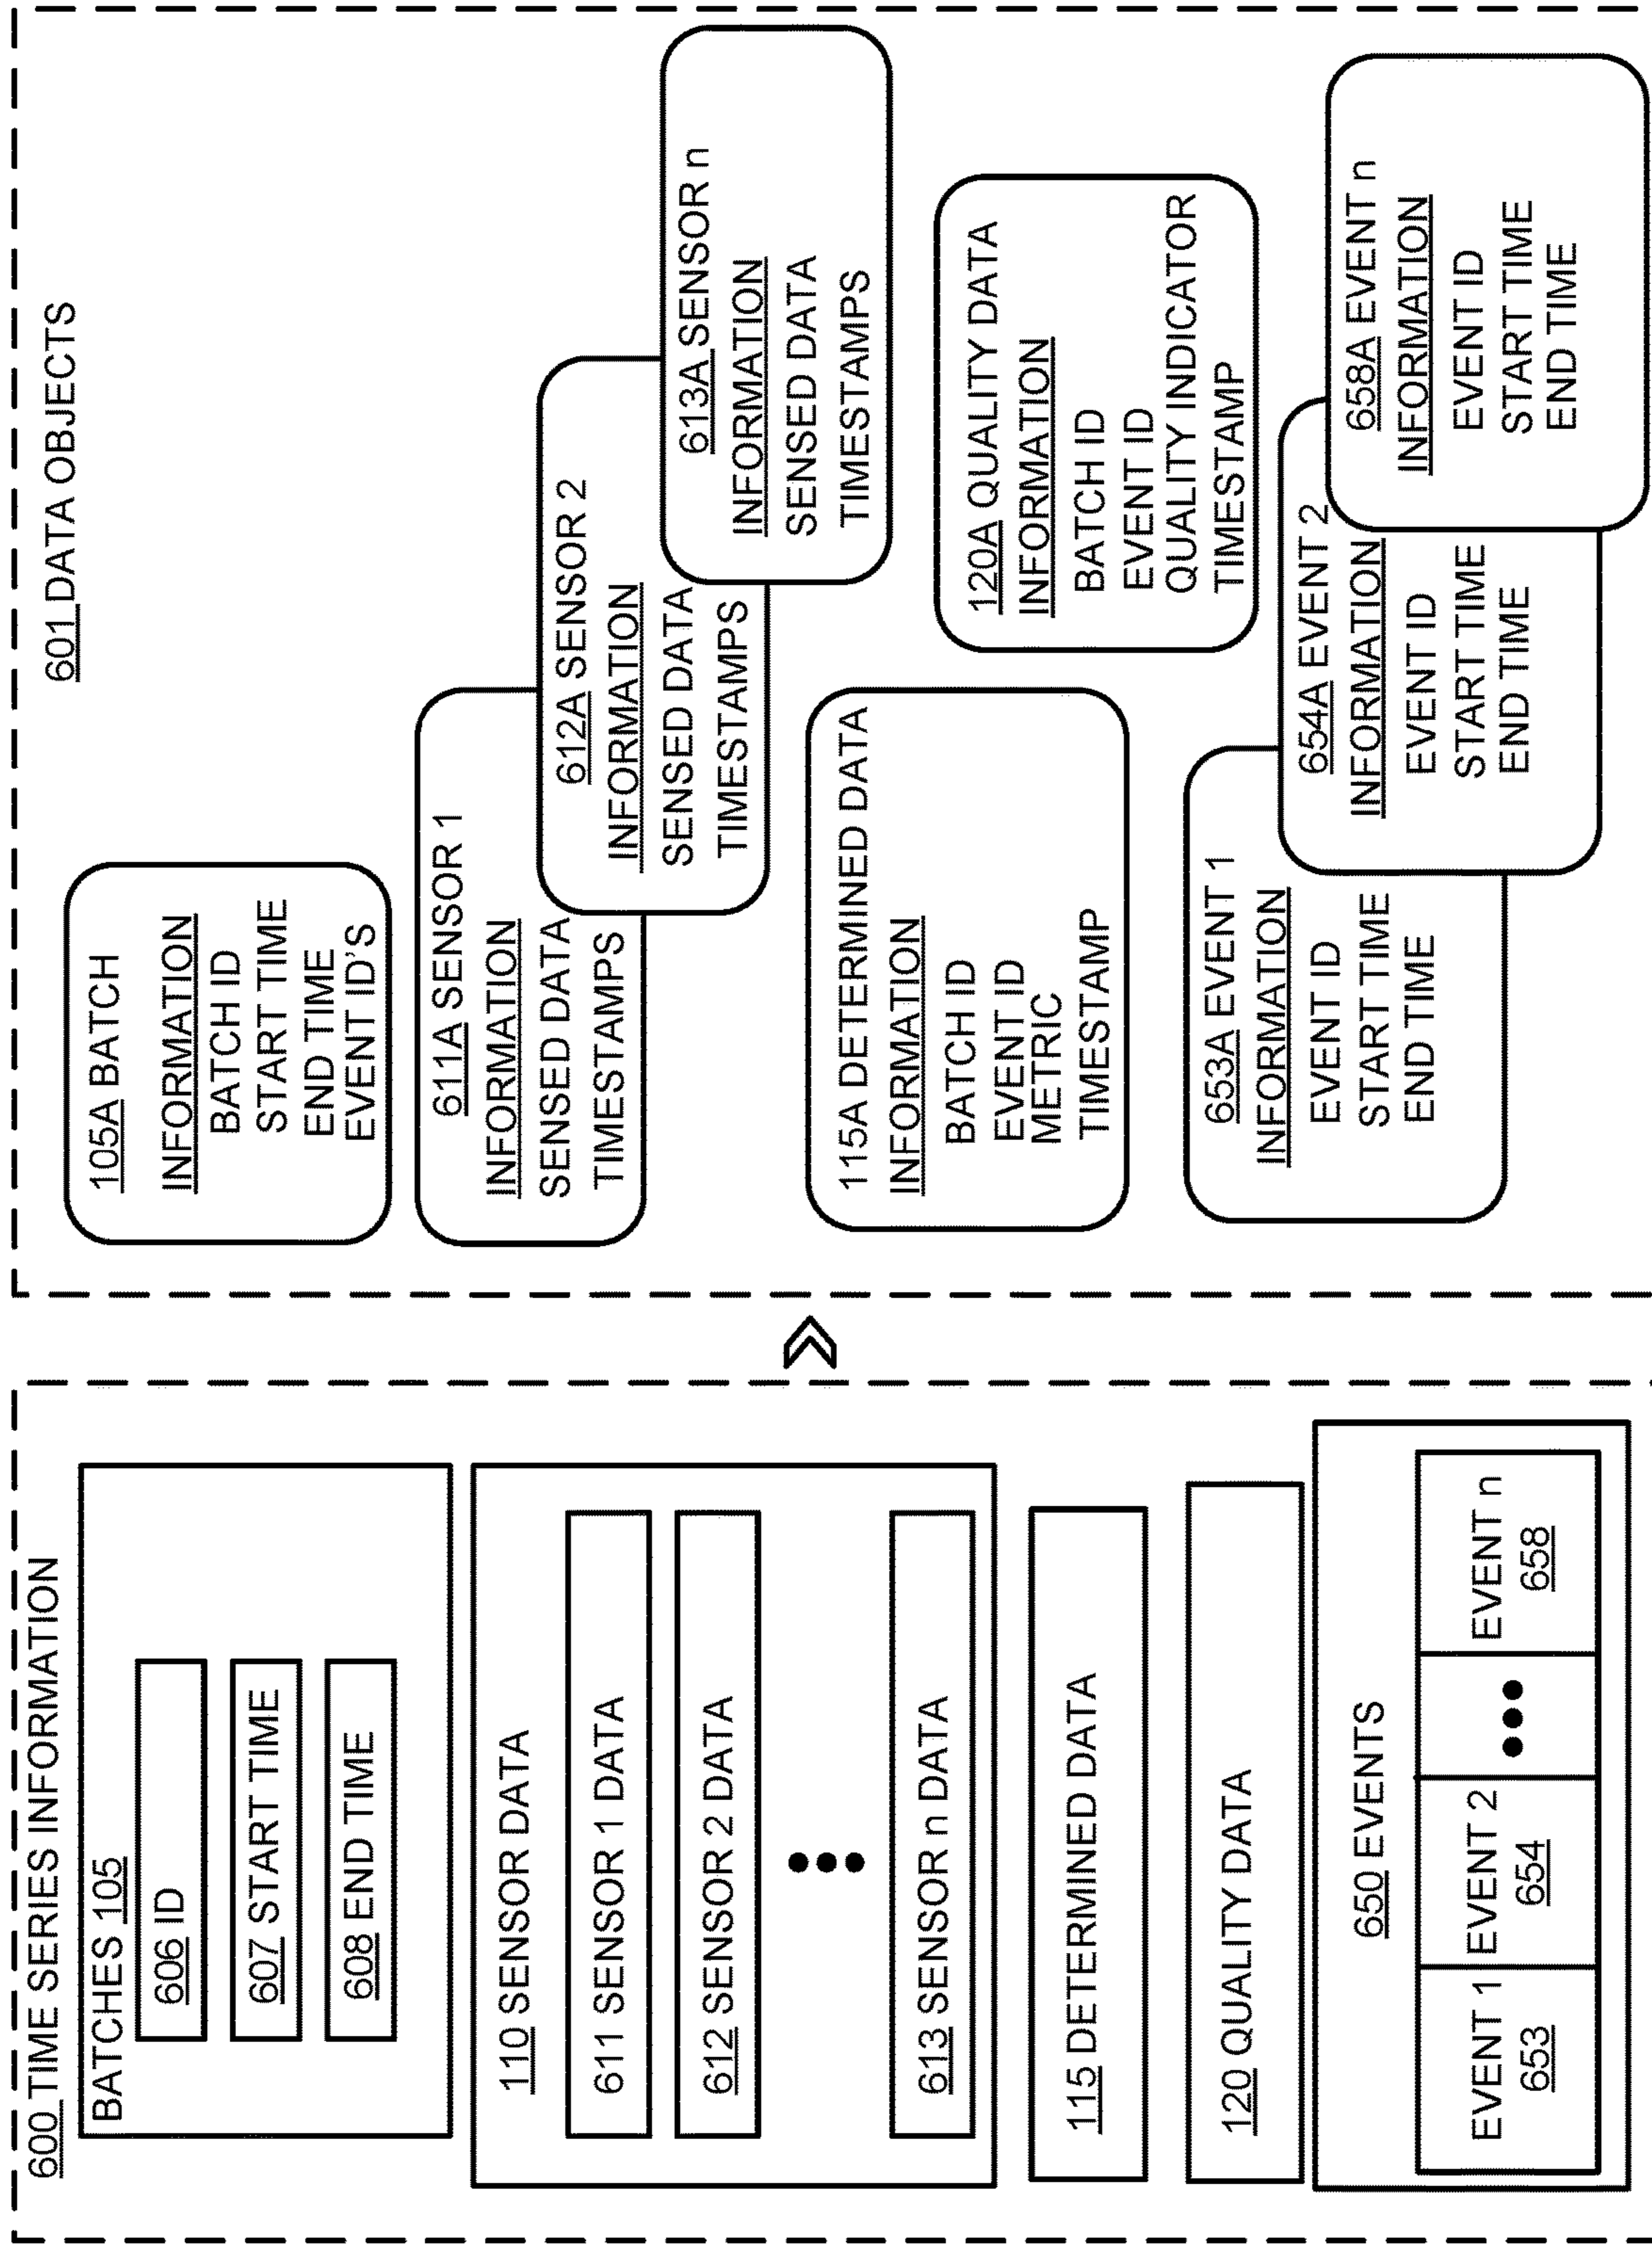 600 TIME SERIES INFORMATION
BATCHES 105
606 ID
607 START TIME
608 END TIME
110 SENSOR DATA
611 SENSOR 1 DATA
612 SENSOR 2 DATA
613 SENSOR n DATA
115 DETERMINED DATA
120 QUALITY DATA
650 EVENTS
EVENT 1
653
EVENT 2
654
EVENT n
658
601 DATA OBJECTS
105A BATCH
INFORMATION
BATCH ID
START TIME
END TIME
EVENT ID'S
611A SENSOR 1
INFORMATION
SENSED DATA
TIMESTAMPS
612A SENSOR 2
INFORMATION
SENSED DATA
TIMESTAMPS
613A SENSOR n
INFORMATION
SENSED DATA
TIMESTAMPS
115A DETERMINED DATA
INFORMATION
BATCH ID
EVENT ID
METRIC
TIMESTAMP
120A QUALITY DATA
INFORMATION
BATCH ID
EVENT ID
QUALITY INDICATOR
TIMESTAMP
653A EVENT 1
INFORMATION
EVENT ID
START TIME
END TIME
654A EVENT 2
INFORMATION
EVENT ID
START TIME
END TIME
658A EVENT n
INFORMATION
EVENT ID
START TIME
END TIME